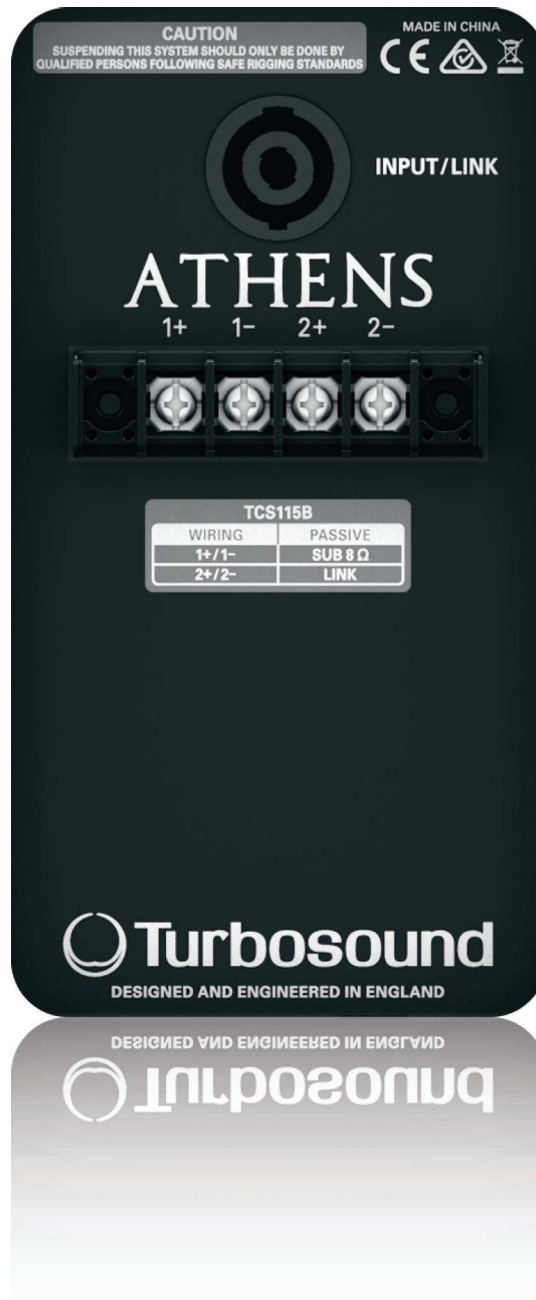 CAUTION
SUSPENDING THIS SYSTEM SHOULD ONLY BE DONE BY
QUALIFIED PERSONS FOLLOWING SAFE RIGGING STANDARDS
MADE IN CHINA
CE
INPUT/LINK
ATHENS
1+ 1- 2+ 2-
TCS115B
WIRING PASSIVE
1+/1- SUB 8 Ω
2+/2- LINK
Turbosound
DESIGNED AND ENGINEERED IN ENGLAND